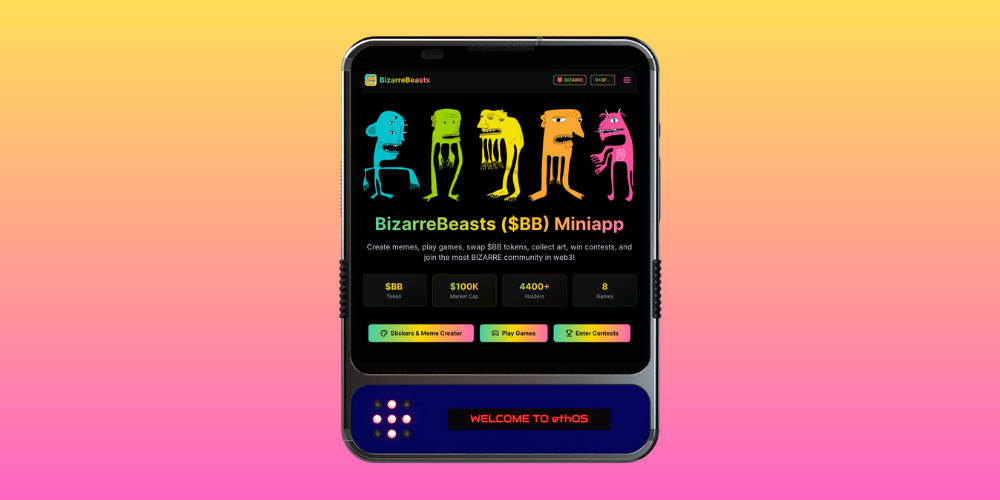 BizarreBeasts
BIZARRE
BizarreBeasts ($BB) Miniapp
Create memes, play games, swap $BB tokens, collect art, win contests, and
join the most BIZARRE community in web3!
$BB
$100K
4400+
8
Token
Market Cap
Holders
Games
Stickers & Meme Creator
Play Games
Enter Contests
WELCOME TO ethOS